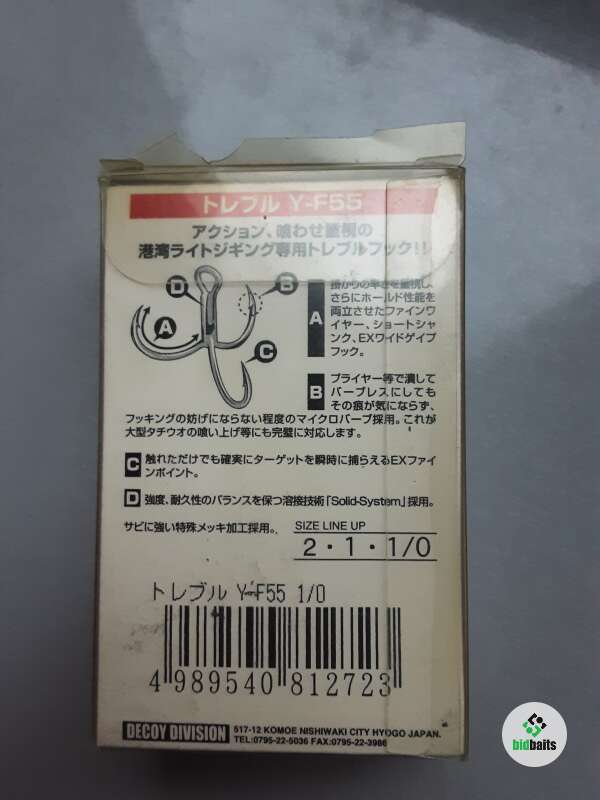 トレブル Y-F55
アクション、喰わせ重視の
港湾ライトジギング専用トレブルフック!!
D
B
A
C
A
掛かりの早さを重視し、
さらにホールド性能を
両立させたファインワ
イヤー、ショートシャ
ンク、EXワイドゲイプ
フック。
B
プライヤー等で潰して
バーブレスにしても
その痕が気にならず、
フッキングの妨げにならない程度のマイクロバーブ採用。これが
大型タチウオの喰い上げ等にも完璧に対応します。
C 触れただけでも確実にターゲットを瞬時に捕らえるEXファイ
ンポイント。
D 強度、耐久性のバランスを保つ溶接技術「Solid-System」採用。
サビに強い特殊メッキ加工採用。
SIZE LINE UP
2・1・1/0
トレブル Y-F55 1/0
4 989540 812723
DECOY DIVISION
517-12 KOMOE NISHIWAKI CITY HYOGO JAPAN.
TEL:0795-22-5036 FAX:0795-22-3986
bidbaits